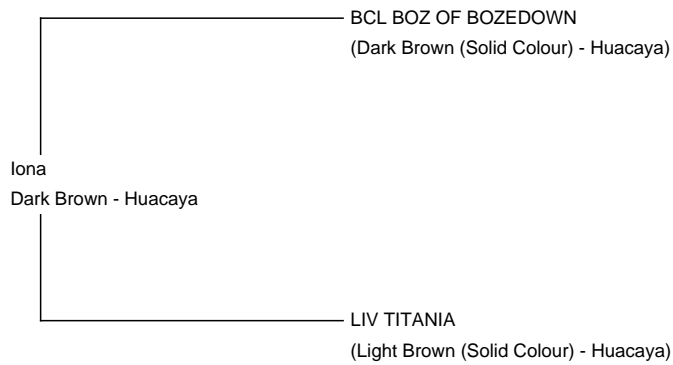 BCL BOZ OF BOZEDOWN
(Dark Brown (Solid Colour) - Huacaya)
Iona
Dark Brown - Huacaya
LIV TITANIA
(Light Brown (Solid Colour) - Huacaya)